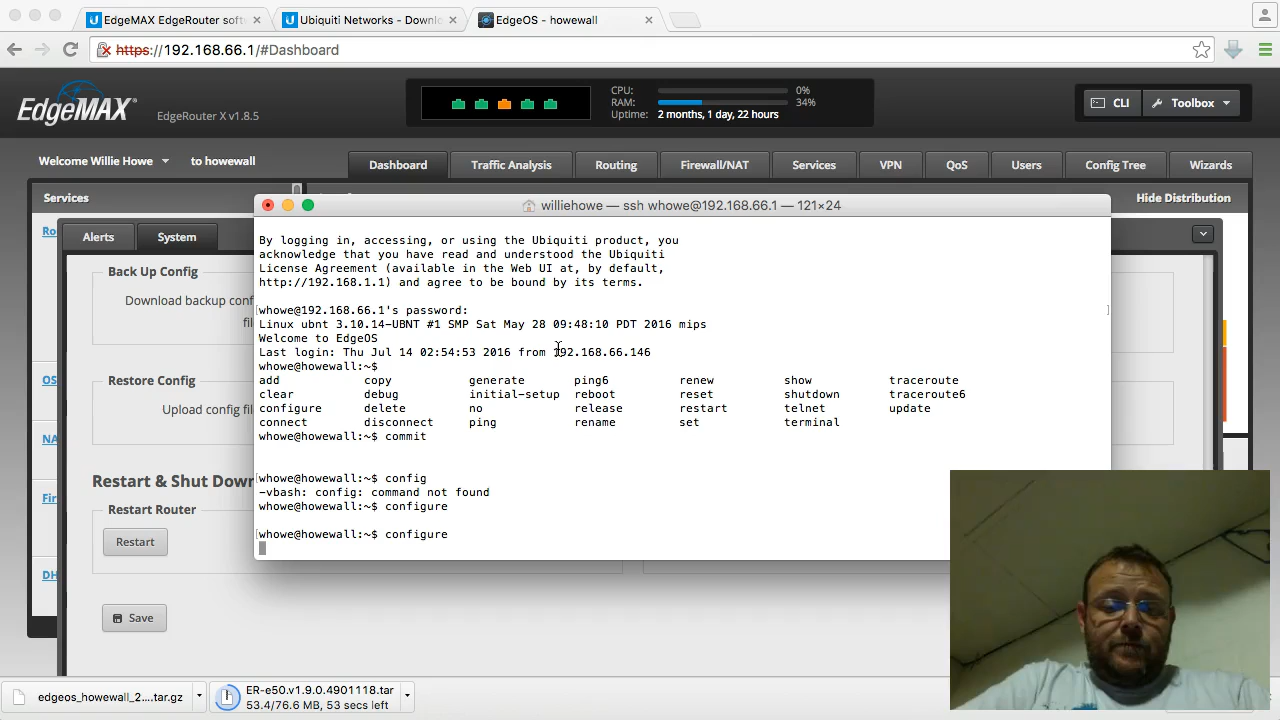 EdgeMAX EdgeRouter softw
Ubiquiti Networks - Downlo
EdgeOS - howewall
https://192.168.66.1/#Dashboard
EdgeMAX
EdgeRouter X v1.8.5
CPU: 0%
RAM: 34%
Uptime: 2 months, 1 day, 22 hours
CLI
Toolbox
Welcome Willie Howe to howewall
Dashboard Traffic Analysis Routing Firewall/NAT Services VPN QoS Users Config Tree Wizards
Services
Hide Distribution
Alerts System
Back Up Config
Download backup conf
Restore Config
Upload config fil
Restart & Shut Down
Restart Router
Restart
Save
williehowe — ssh whowe@192.168.66.1 — 121×24
By logging in, accessing, or using the Ubiquiti product, you
acknowledge that you have read and understood the Ubiquiti
License Agreement (available in the Web UI at, by default,
http://192.168.1.1) and agree to be bound by its terms.
whowe@192.168.66.1's password:
Linux ubnt 3.10.14-UBNT #1 SMP Sat May 28 09:48:10 PDT 2016 mips
Welcome to EdgeOS
Last login: Thu Jul 14 02:54:53 2016 from 192.168.66.146
whowe@howewall:~$
add copy generate ping6 renew show traceroute
clear debug initial-setup reboot reset shutdown traceroute6
configure delete no release restart telnet update
connect disconnect ping rename set terminal
whowe@howewall:~$ commit
whowe@howewall:~$ config
-vbash: config: command not found
whowe@howewall:~$ configure
whowe@howewall:~$ configure
edgeos_howewall_2....tar.gz
ER-e50.v1.9.0.4901118.tar
53.4/76.6 MB, 53 secs left